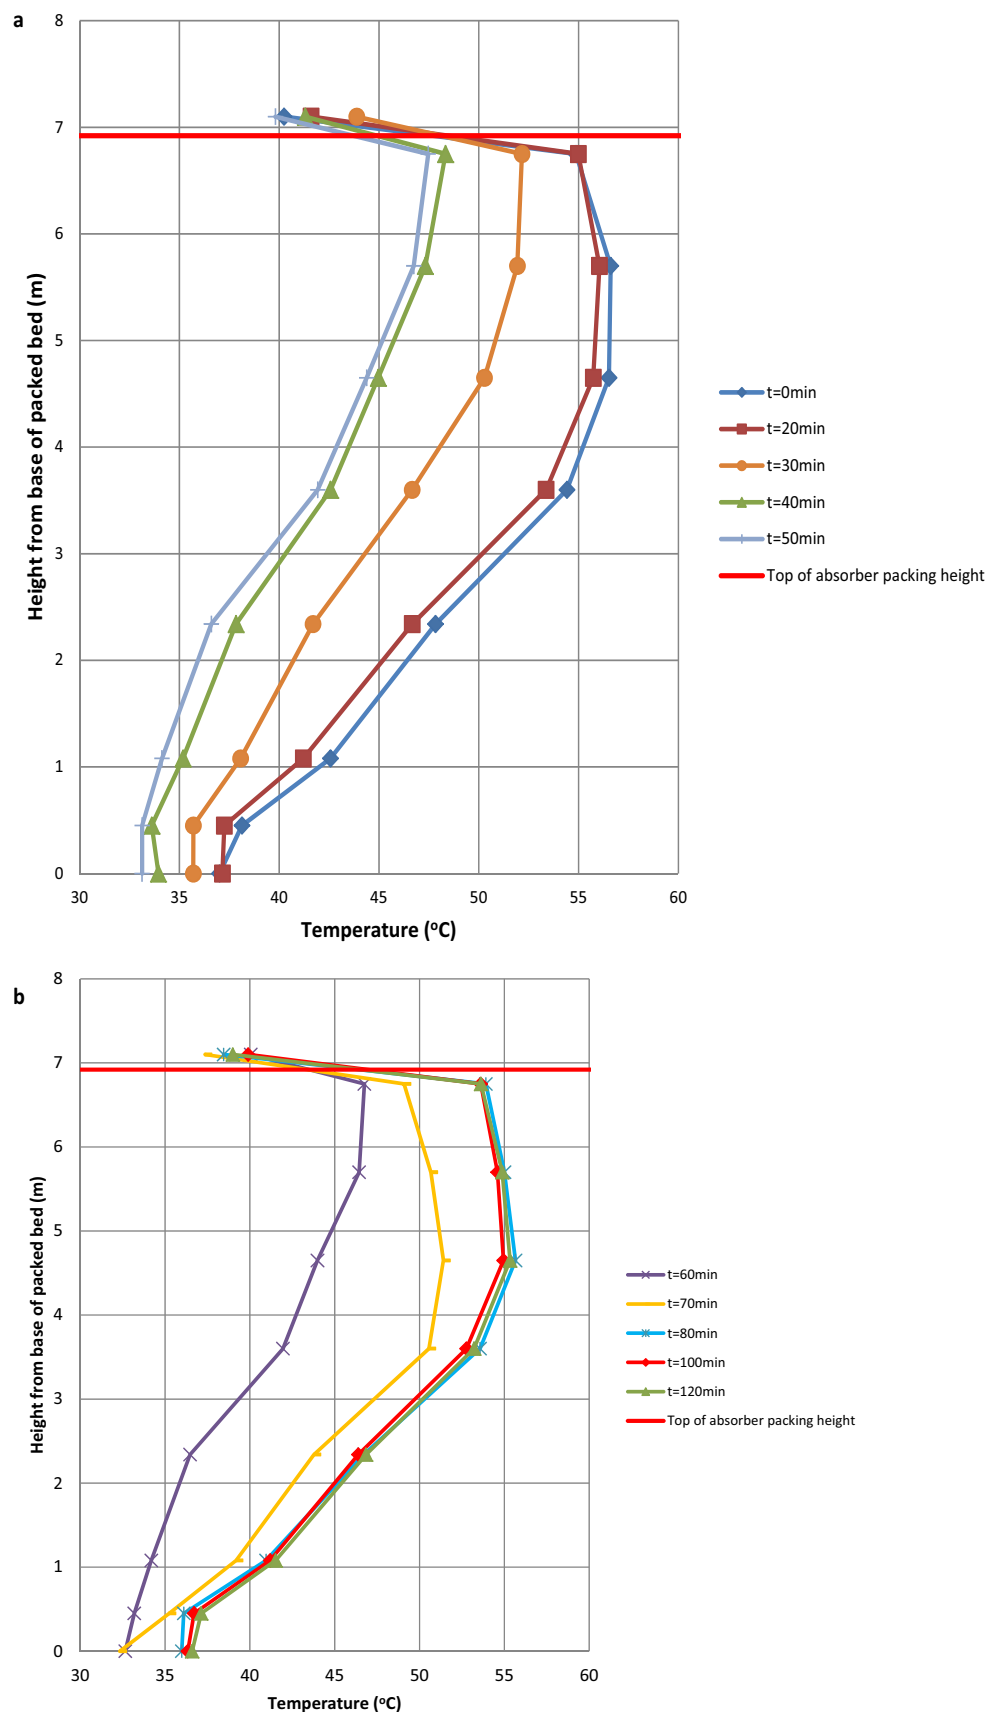 a
8
7
6
5
4
3
2
1
0
30 35 40 45 50 55 60
Height from base of packed bed (m)
Temperature (°C)
t=0min
t=20min
t=30min
t=40min
t=50min
Top of absorber packing height
b
8
7
6
5
4
3
2
1
0
30 35 40 45 50 55 60
Height from base of packed bed (m)
Temperature (°C)
t=60min
t=70min
t=80min
t=100min
t=120min
Top of absorber packing height